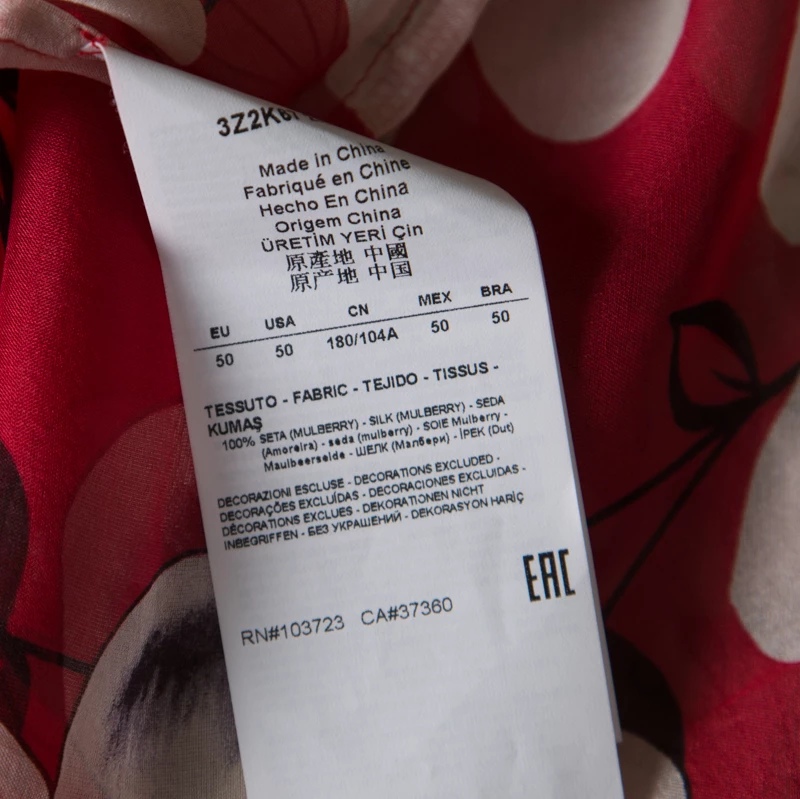 3Z2K6
Made in China
Fabriqué en Chine
Hecho En China
Origem China
ÜRETİM YERİ Çin
原產地 中國
原产地 中国
EU USA CN MEX BRA
50 50 180/104A 50 50
TESSUTO - FABRIC - TEJIDO - TISSUS -
KUMAŞ
100% SETA (MULBERRY) - SILK (MULBERRY) - SEDA
(Amoreira) - seda (mulberry) - SOIE Mulberry -
Maulbeerseide - ШЕЛК (Малбери) - İPEK (Dut)
DECORAZIONI ESCLUSE - DECORATIONS EXCLUDED -
DECORAÇÕES EXCLUÍDAS - DECORACIONES EXCLUIDAS -
DÉCORATIONS EXCLUES - DEKORATIONEN NICHT
INBEGRIFFEN - БЕЗ УКРАШЕНИЙ - DEKORASYON HARİÇ
EAC
RN#103723 CA#37360